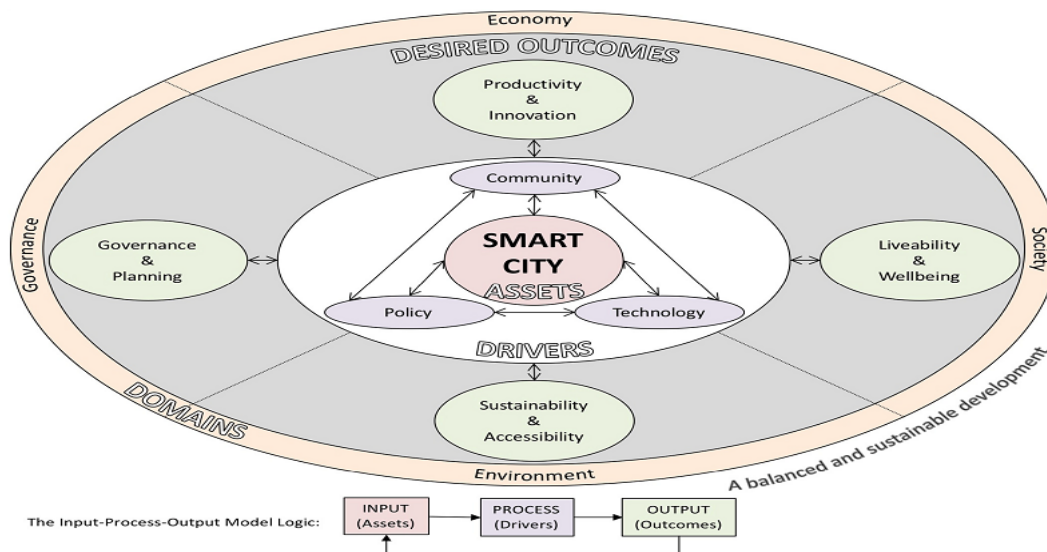 Economy
DESIRED OUTCOMES
Productivity
&
Innovation
Community
Governance
Governance
&
Planning
SMART
CITY
ASSETS
Liveability
&
Wellbeing
Society
Policy
Technology
DRIVERS
DOMAINS
Sustainability
&
Accessibility
Environment
A balanced and sustainable development
The Input-Process-Output Model Logic:
INPUT
(Assets)
PROCESS
(Drivers)
OUTPUT
(Outcomes)